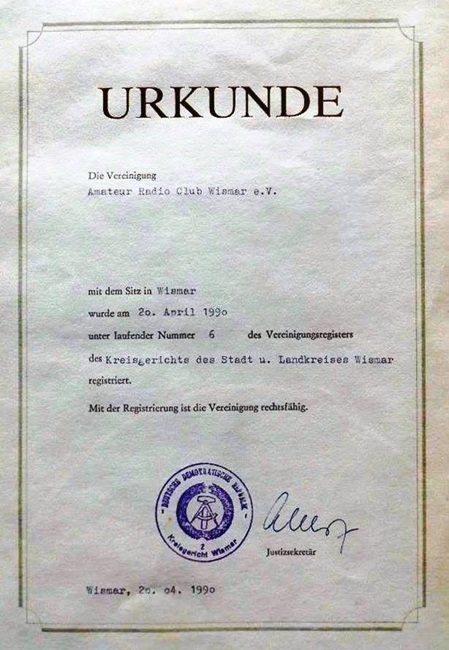 URKUNDE
Die Vereinigung
Amateur Radio Club Wismar e.V.
mit dem Sitz in Wismar
wurde am 2o. April 199o
unter laufender Nummer 6 des Vereinigungsregisters
des Kreisgerichts des Stadt u. Landkreises Wismar
registriert.
Mit der Registrierung ist die Vereinigung rechtsfähig.
DEUTSCHE DEMOKRATISCHE REPUBLIK
2
Kreisgericht Wismar
Justizsekretär
Wismar, 2o. o4. 199o